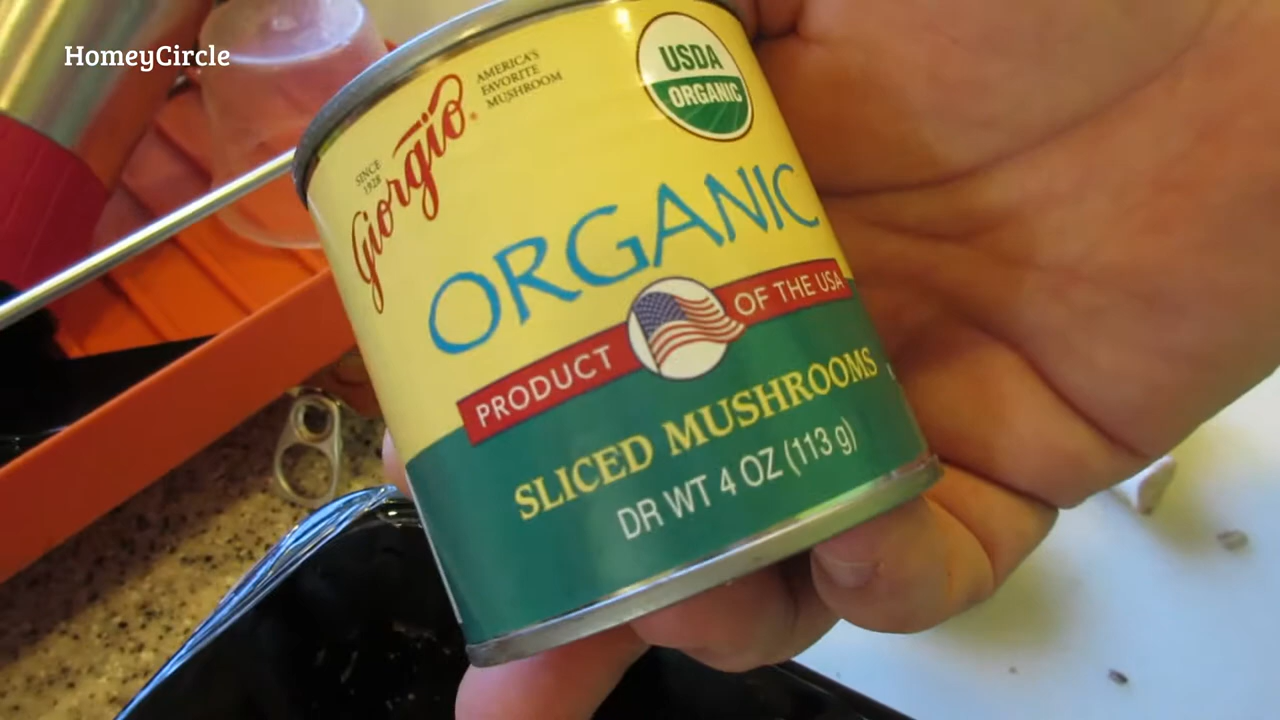 HomeyCircle
SINCE
1928
Giorgio
AMERICA'S
FAVORITE
MUSHROOM
USDA
ORGANIC
ORGANIC
PRODUCT OF THE USA
SLICED MUSHROOMS
DR WT 4 OZ (113 g)